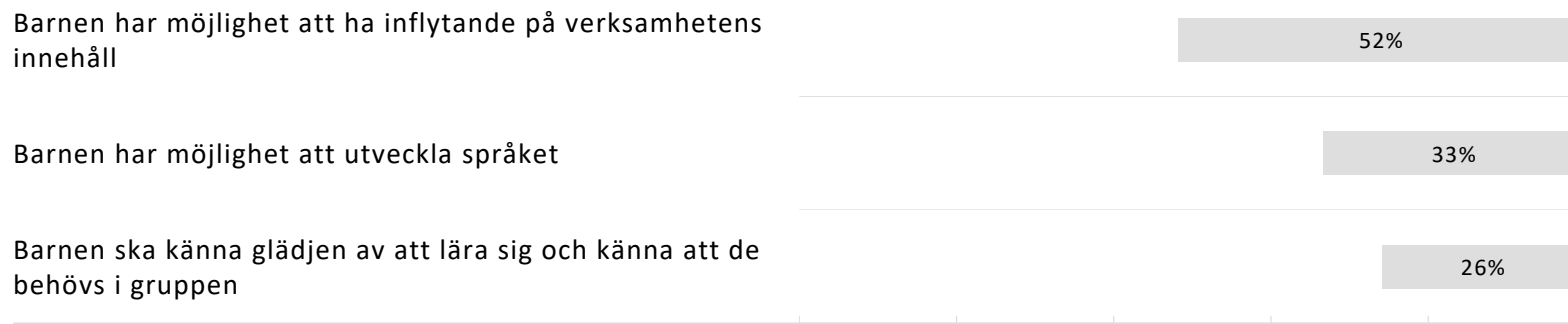 Barnen har möjlighet att ha inflytande på verksamhetens
innehåll
52%
Barnen har möjlighet att utveckla språket
33%
Barnen ska känna glädjen av att lära sig och känna att de
behövs i gruppen
26%